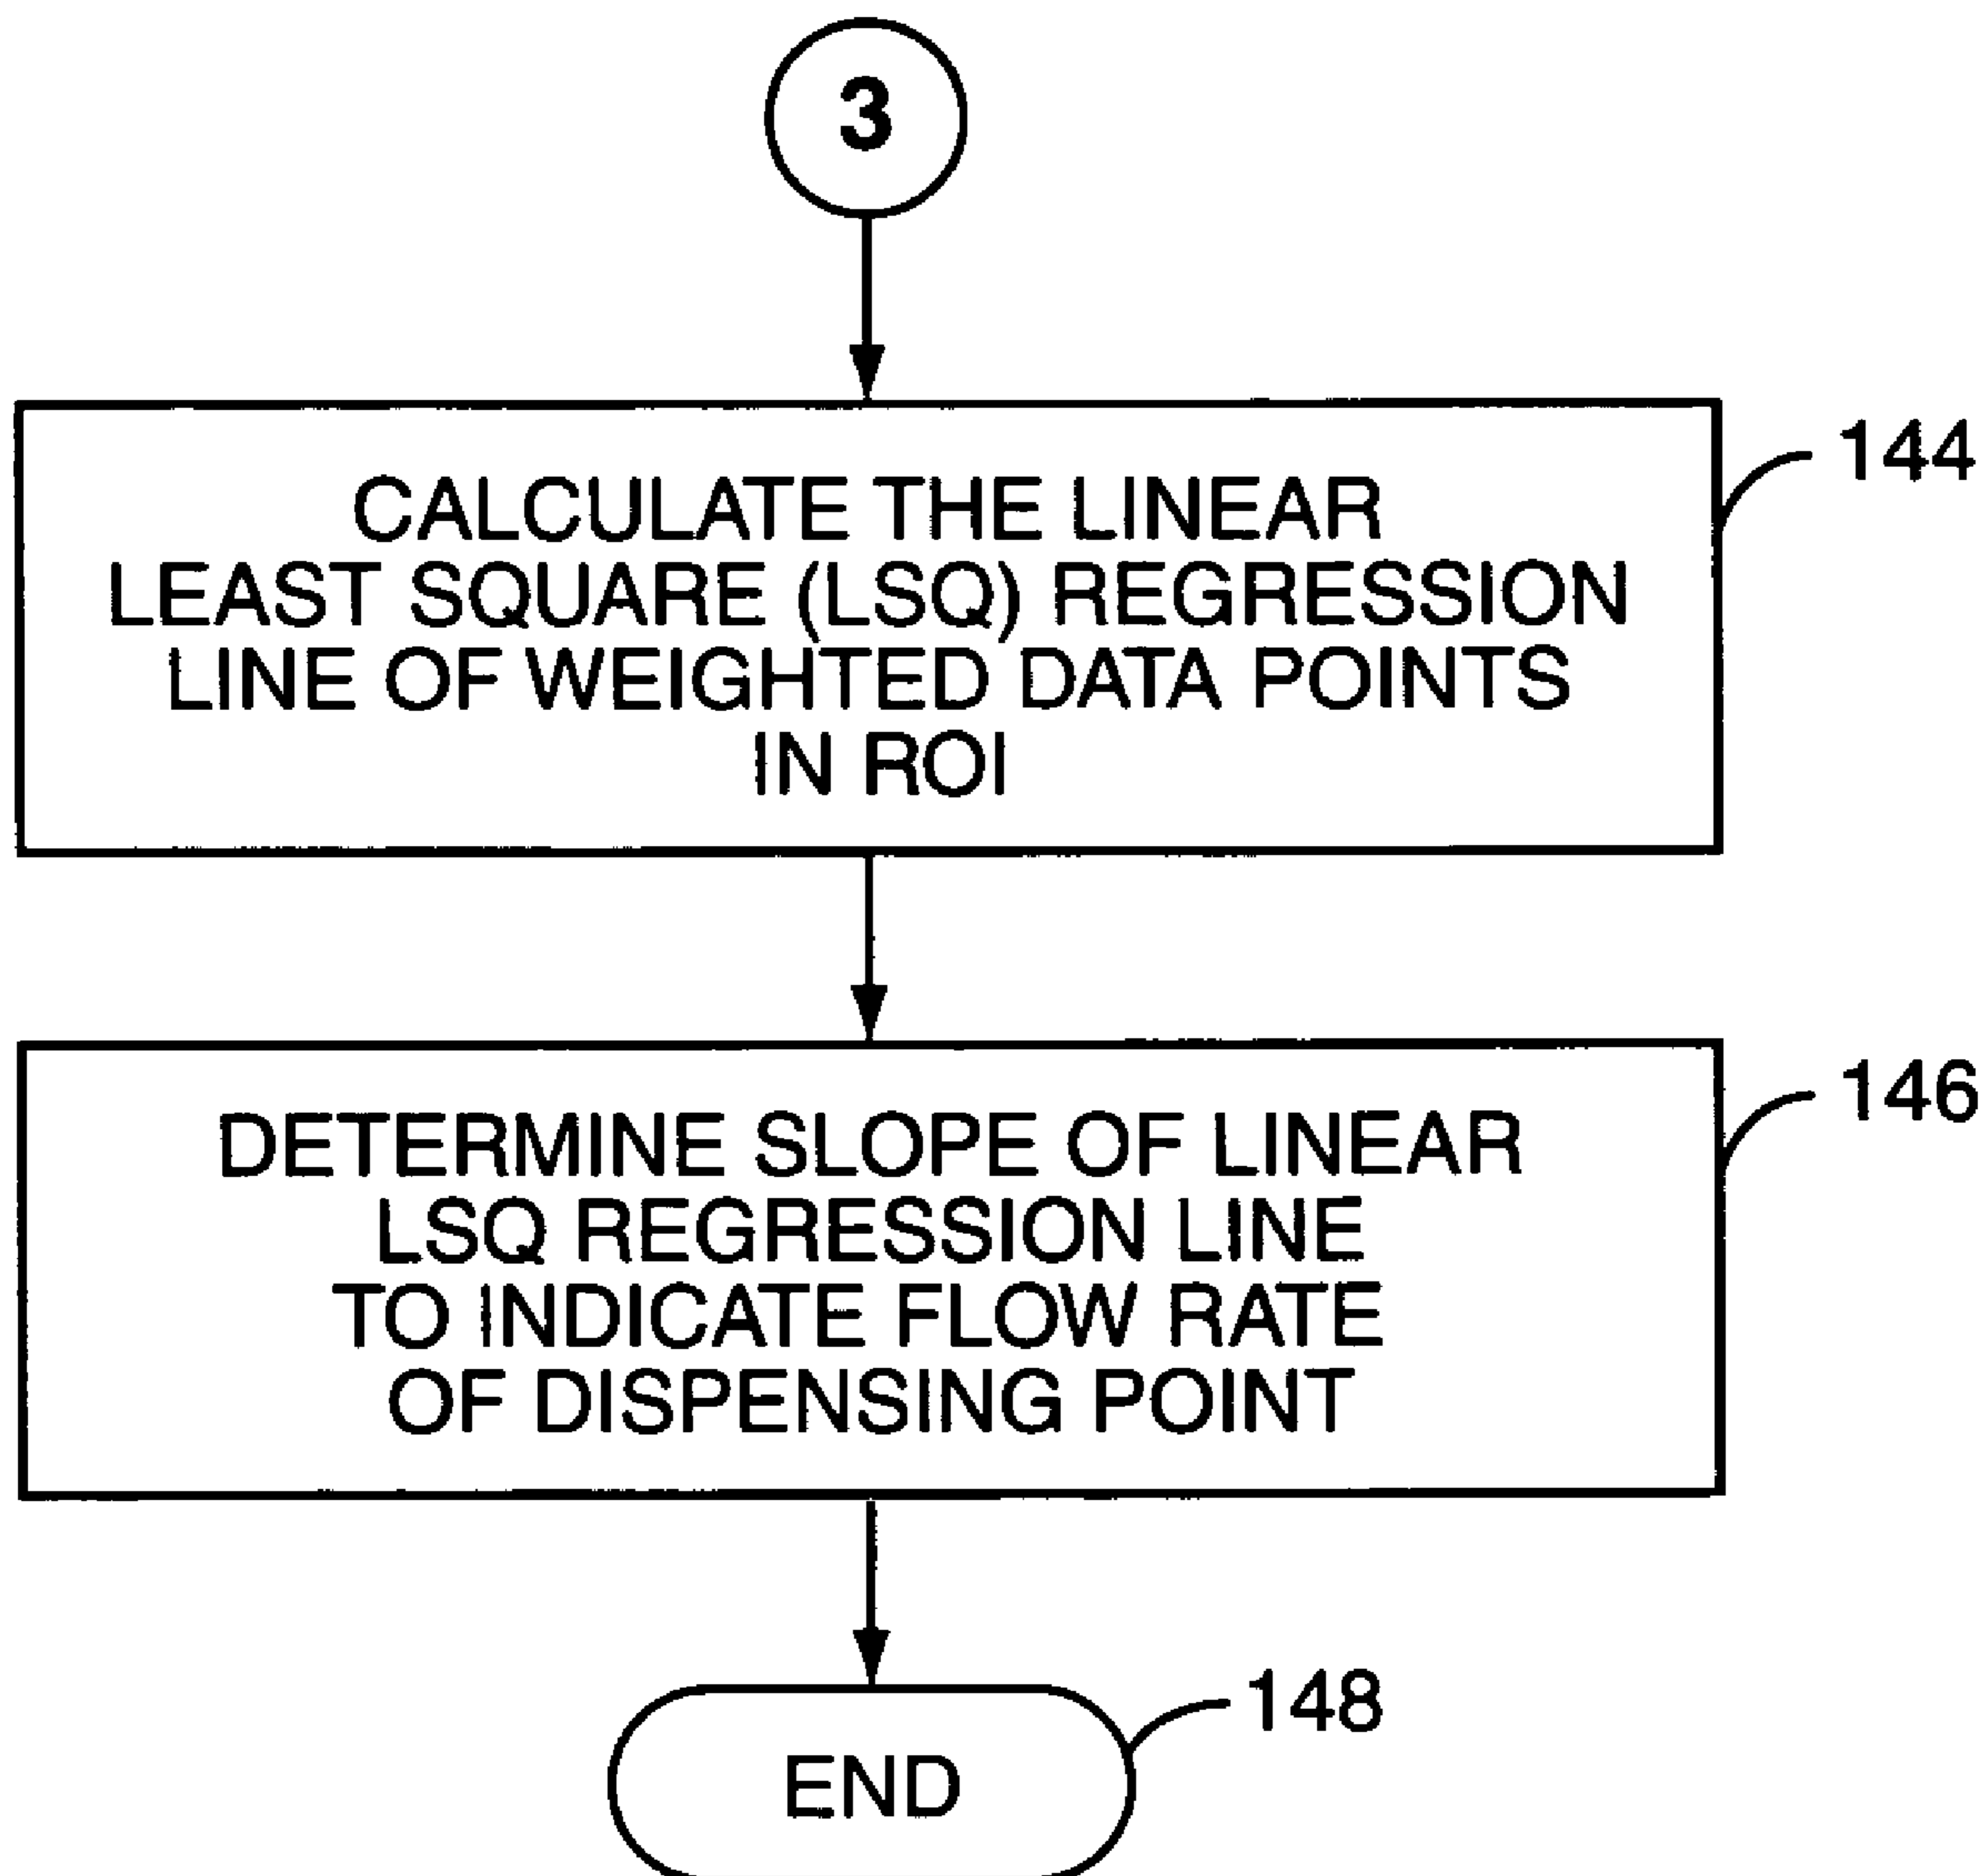 3
CALCULATE THE LINEAR
LEAST SQUARE (LSQ) REGRESSION
LINE OF WEIGHTED DATA POINTS
IN ROI
144
DETERMINE SLOPE OF LINEAR
LSQ REGRESSION LINE
TO INDICATE FLOW RATE
OF DISPENSING POINT
146
END
148